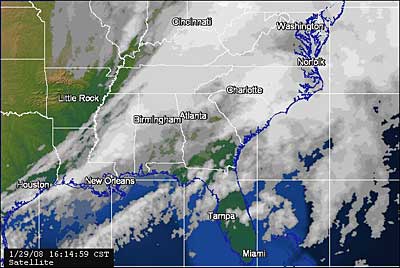 Cincinnati
Washington
Norfolk
Little Rock
Charlotte
Birmingham
Atlanta
Houston
New Orleans
Tampa
Miami
1/29/08 16:14:59 CST
Satellite